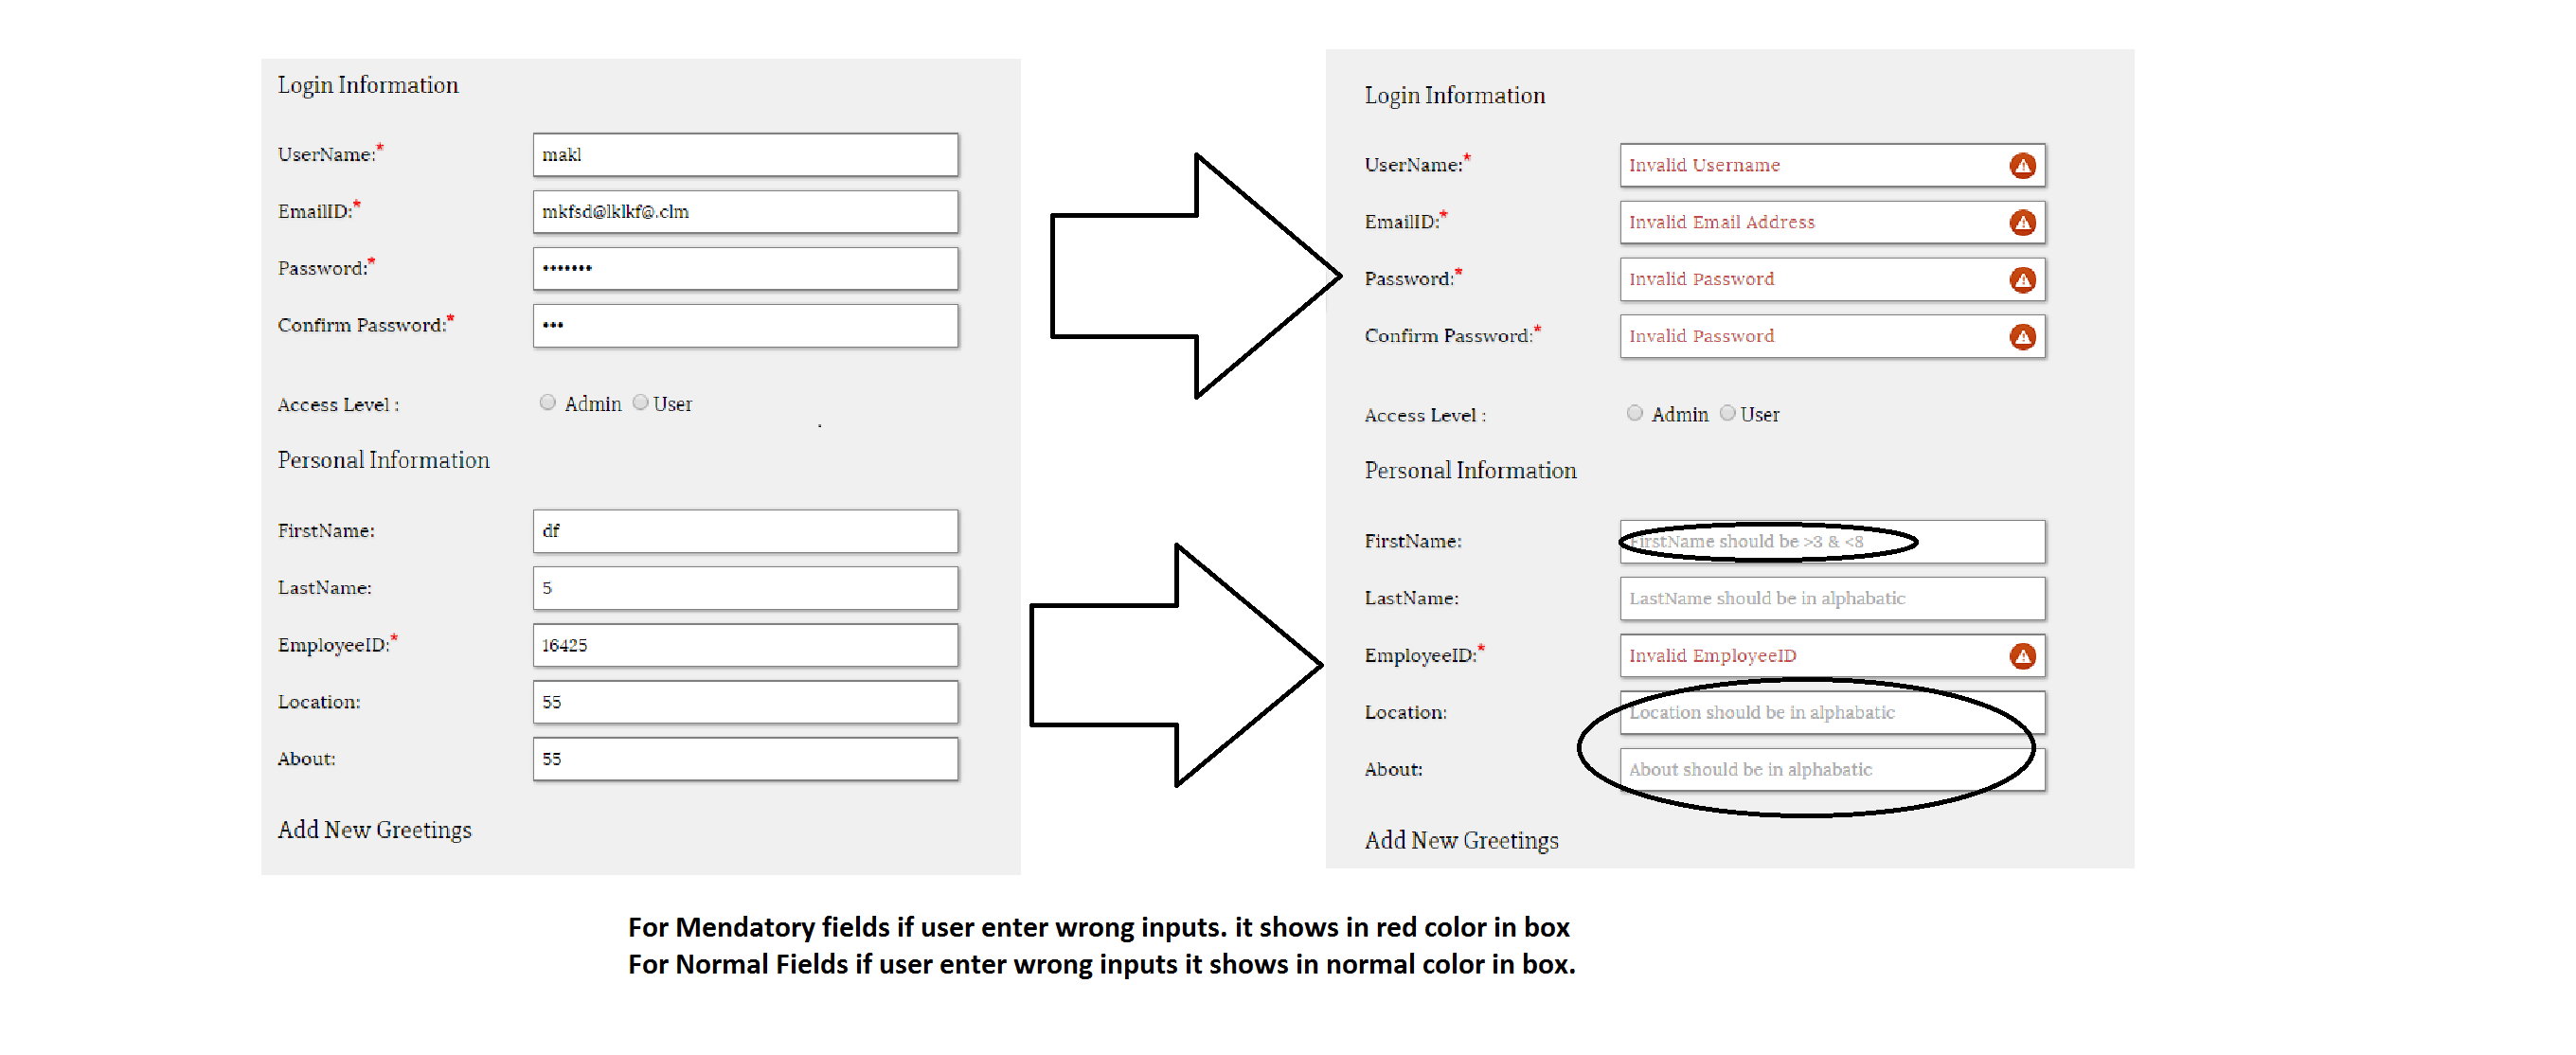 Login Information
UserName:* makl
EmailID:* mkfsd@lklkf@.clm
Password:* •••••••
Confirm Password:* •••
Access Level : Admin User
Personal Information
FirstName: df
LastName: 5
EmployeeID:* 16425
Location: 55
About: 55
Add New Greetings
Login Information
UserName:* Invalid Username
EmailID:* Invalid Email Address
Password:* Invalid Password
Confirm Password:* Invalid Password
Access Level : Admin User
Personal Information
FirstName: FirstName should be >3 & <8
LastName: LastName should be in alphabatic
EmployeeID:* Invalid EmployeeID
Location: Location should be in alphabatic
About: About should be in alphabatic
Add New Greetings
For Mendatory fields if user enter wrong inputs. it shows in red color in box
For Normal Fields if user enter wrong inputs it shows in normal color in box.